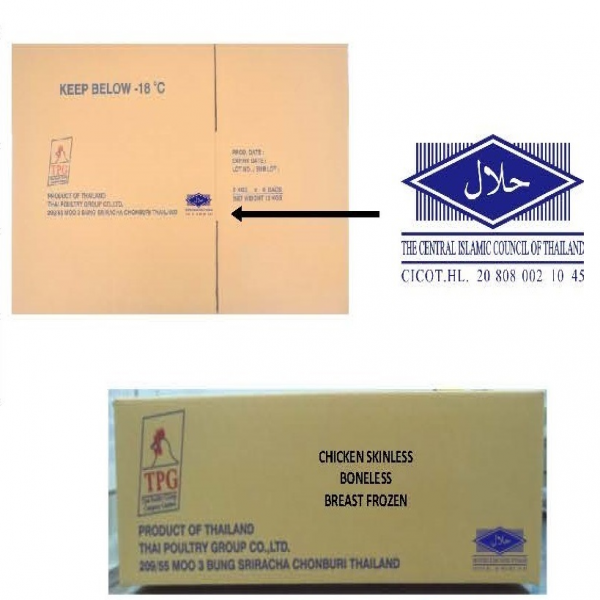 KEEP BELOW -18 °C
TPG
PRODUCT OF THAILAND
THAI POULTRY GROUP CO.,LTD.
209/55 MOO 3 BUNG SRIRACHA CHONBURI THAILAND
PROD. DATE :
EXPIRY DATE :
LOT NO. /
NET WEIGHT 12 KGS
حلال
THE CENTRAL ISLAMIC COUNCIL OF THAILAND
CICOT.HL. 20 808 002 10 45
TPG
CHICKEN SKINLESS
BONELESS
BREAST FROZEN
PRODUCT OF THAILAND
THAI POULTRY GROUP CO.,LTD.
209/55 MOO 3 BUNG SRIRACHA CHONBURI THAILAND
حلال